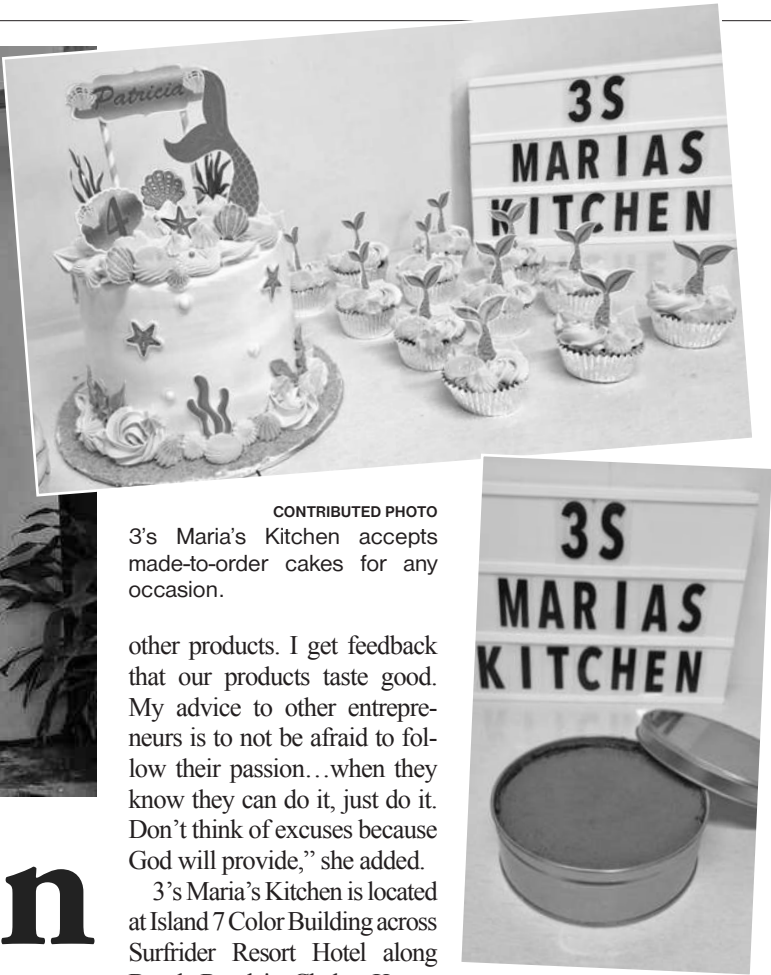 Patricia
4
3S
MARIAS
KITCHEN
CONTRIBUTED PHOTO
3's Maria's Kitchen accepts
made-to-order cakes for any
occasion.
3S
MARIAS
KITCHEN
other products. I get feedback
that our products taste good.
My advice to other entrepre-
neurs is to not be afraid to fol-
low their passion…when they
know they can do it, just do it.
Don't think of excuses because
God will provide,” she added.
3's Maria's Kitchen is located
at Island 7 Color Building across
Surfrider Resort Hotel along
n